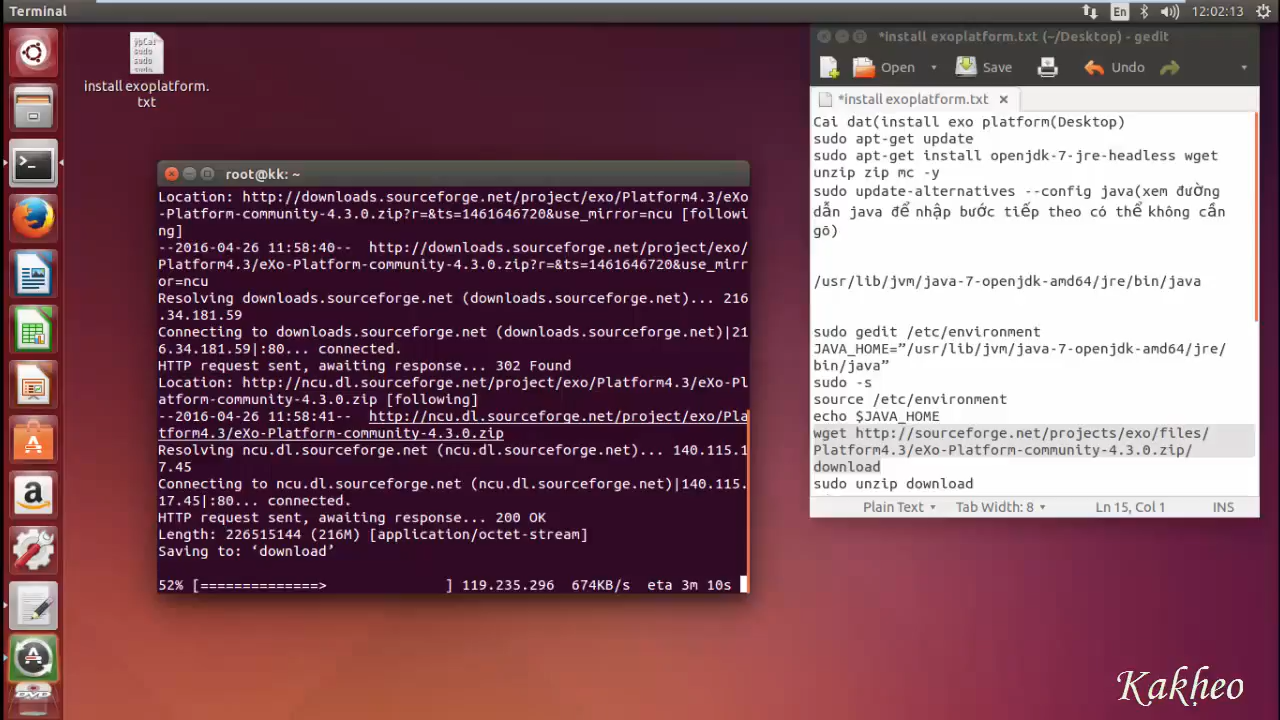 Terminal
En
12:02:13
install exoplatform.
txt
root@kk: ~
Location: http://downloads.sourceforge.net/project/exo/Platform4.3/eXo
-Platform-community-4.3.0.zip?r=&ts=1461646720&use_mirror=ncu [followi
ng]
--2016-04-26 11:58:40--  http://downloads.sourceforge.net/project/exo/
Platform4.3/eXo-Platform-community-4.3.0.zip?r=&ts=1461646720&use_mirr
or=ncu
Resolving downloads.sourceforge.net (downloads.sourceforge.net)... 216
.34.181.59
Connecting to downloads.sourceforge.net (downloads.sourceforge.net)|21
6.34.181.59|:80... connected.
HTTP request sent, awaiting response... 302 Found
Location: http://ncu.dl.sourceforge.net/project/exo/Platform4.3/eXo-Pl
atform-community-4.3.0.zip [following]
--2016-04-26 11:58:41--  http://ncu.dl.sourceforge.net/project/exo/Pla
tform4.3/eXo-Platform-community-4.3.0.zip
Resolving ncu.dl.sourceforge.net (ncu.dl.sourceforge.net)... 140.115.1
7.45
Connecting to ncu.dl.sourceforge.net (ncu.dl.sourceforge.net)|140.115.
17.45|:80... connected.
HTTP request sent, awaiting response... 200 OK
Length: 226515144 (216M) [application/octet-stream]
Saving to: ‘download’
52% [==============>               ] 119.235.296  674KB/s  eta 3m 10s
*install exoplatform.txt (~/Desktop) - gedit
Open Save Undo
*install exoplatform.txt
Cai dat(install exo platform(Desktop)
sudo apt-get update
sudo apt-get install openjdk-7-jre-headless wget
unzip zip mc -y
sudo update-alternatives --config java(xem đường
dẫn java để nhập bước tiếp theo có thể không cần
gõ)
/usr/lib/jvm/java-7-openjdk-amd64/jre/bin/java
sudo gedit /etc/environment
JAVA_HOME=”/usr/lib/jvm/java-7-openjdk-amd64/jre/
bin/java”
sudo -s
source /etc/environment
echo $JAVA_HOME
wget http://sourceforge.net/projects/exo/files/
Platform4.3/eXo-Platform-community-4.3.0.zip/
download
sudo unzip download
Plain Text Tab Width: 8 Ln 15, Col 1 INS
Kakheo